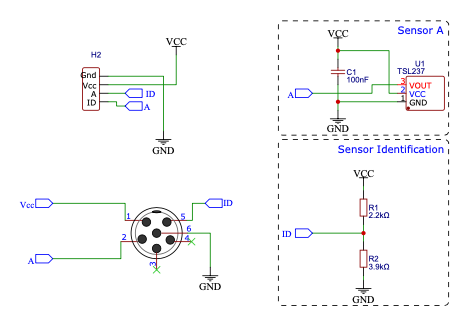 Sensor A
VCC
H2
Gnd
Vcc
A
ID
ID
A
GND
VCC
C1
100nF
A
U1
TSL237
3 VOUT
2 VCC
1 GND
GND
Sensor Identification
VCC
R1
2.2kΩ
ID
R2
3.9kΩ
GND
Vcc
1
5
ID
2
6
4
A
3
GND